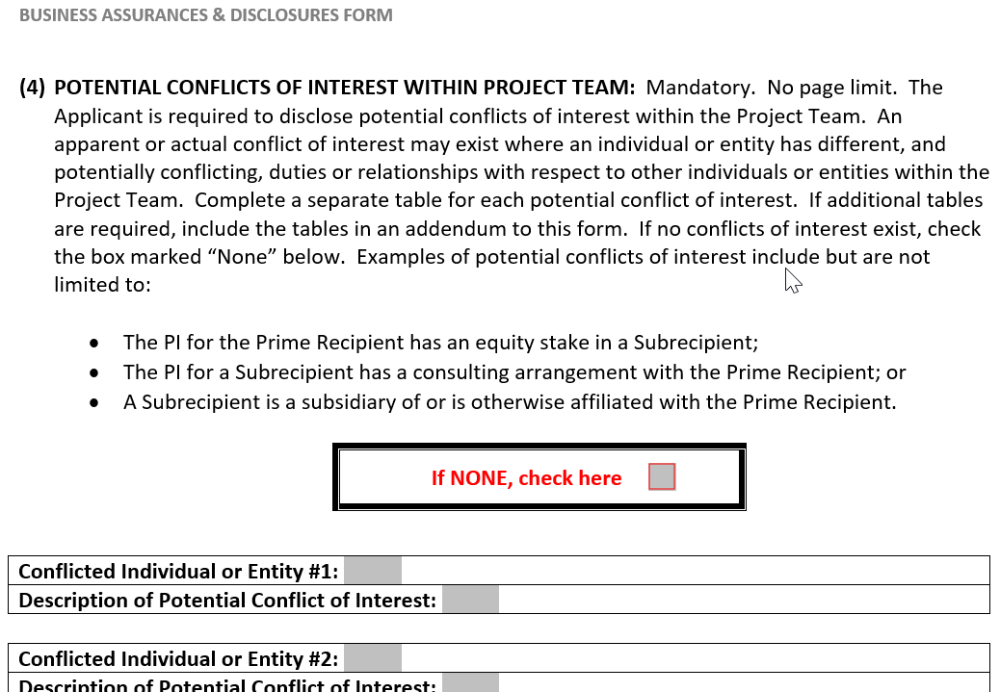 BUSINESS ASSURANCES & DISCLOSURES FORM
(4) POTENTIAL CONFLICTS OF INTEREST WITHIN PROJECT TEAM:  Mandatory.  No page limit.  The
Applicant is required to disclose potential conflicts of interest within the Project Team.  An
apparent or actual conflict of interest may exist where an individual or entity has different, and
potentially conflicting, duties or relationships with respect to other individuals or entities within the
Project Team.  Complete a separate table for each potential conflict of interest.  If additional tables
are required, include the tables in an addendum to this form.  If no conflicts of interest exist, check
the box marked “None” below.  Examples of potential conflicts of interest include but are not
limited to:
• The PI for the Prime Recipient has an equity stake in a Subrecipient;
• The PI for a Subrecipient has a consulting arrangement with the Prime Recipient; or
• A Subrecipient is a subsidiary of or is otherwise affiliated with the Prime Recipient.
If NONE, check here
Conflicted Individual or Entity #1:
Description of Potential Conflict of Interest:
Conflicted Individual or Entity #2:
Description of Potential Conflict of Interest: